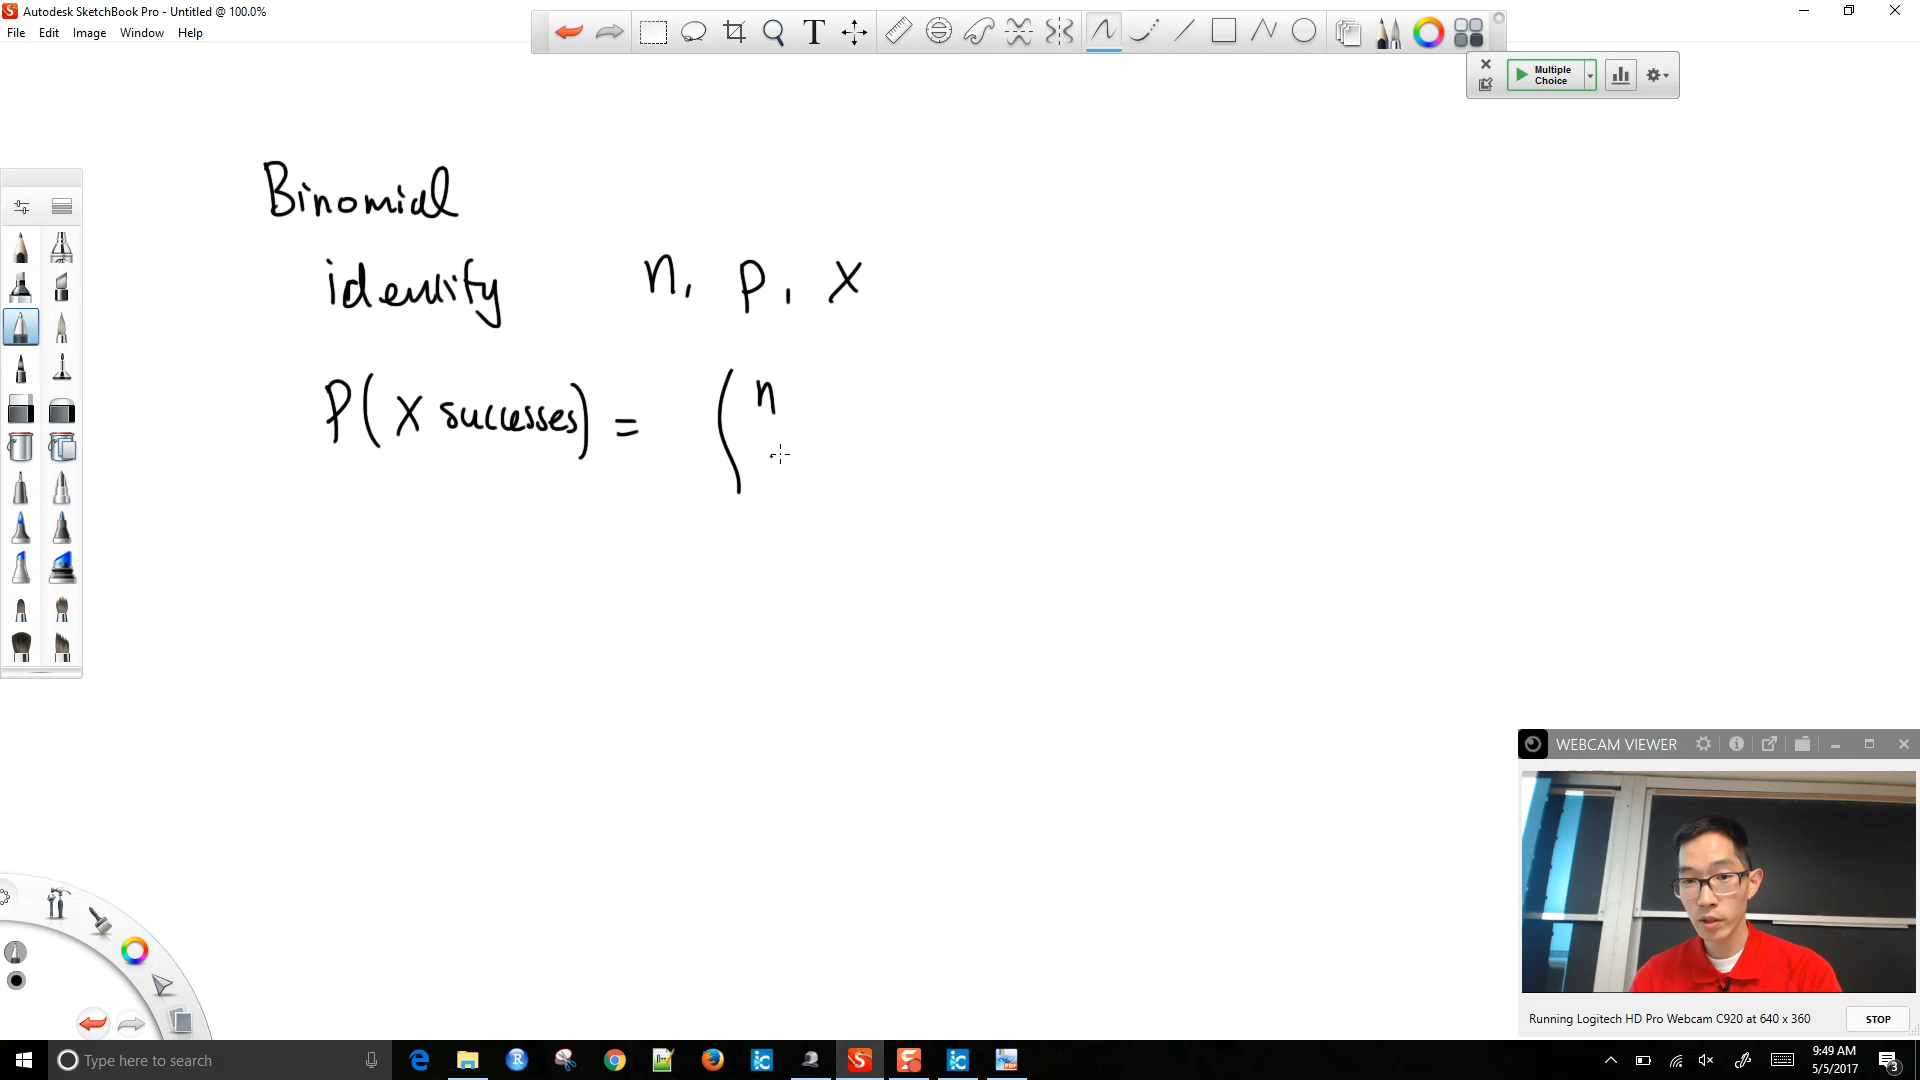 Autodesk SketchBook Pro - Untitled @ 100.0%
File Edit Image Window Help
T
Multiple
Choice
Binomial
identify n, p, x
P( x successes) = ( n
WEBCAM VIEWER
Running Logitech HD Pro Webcam C920 at 640 x 360
STOP
Type here to search
9:49 AM
5/5/2017
3